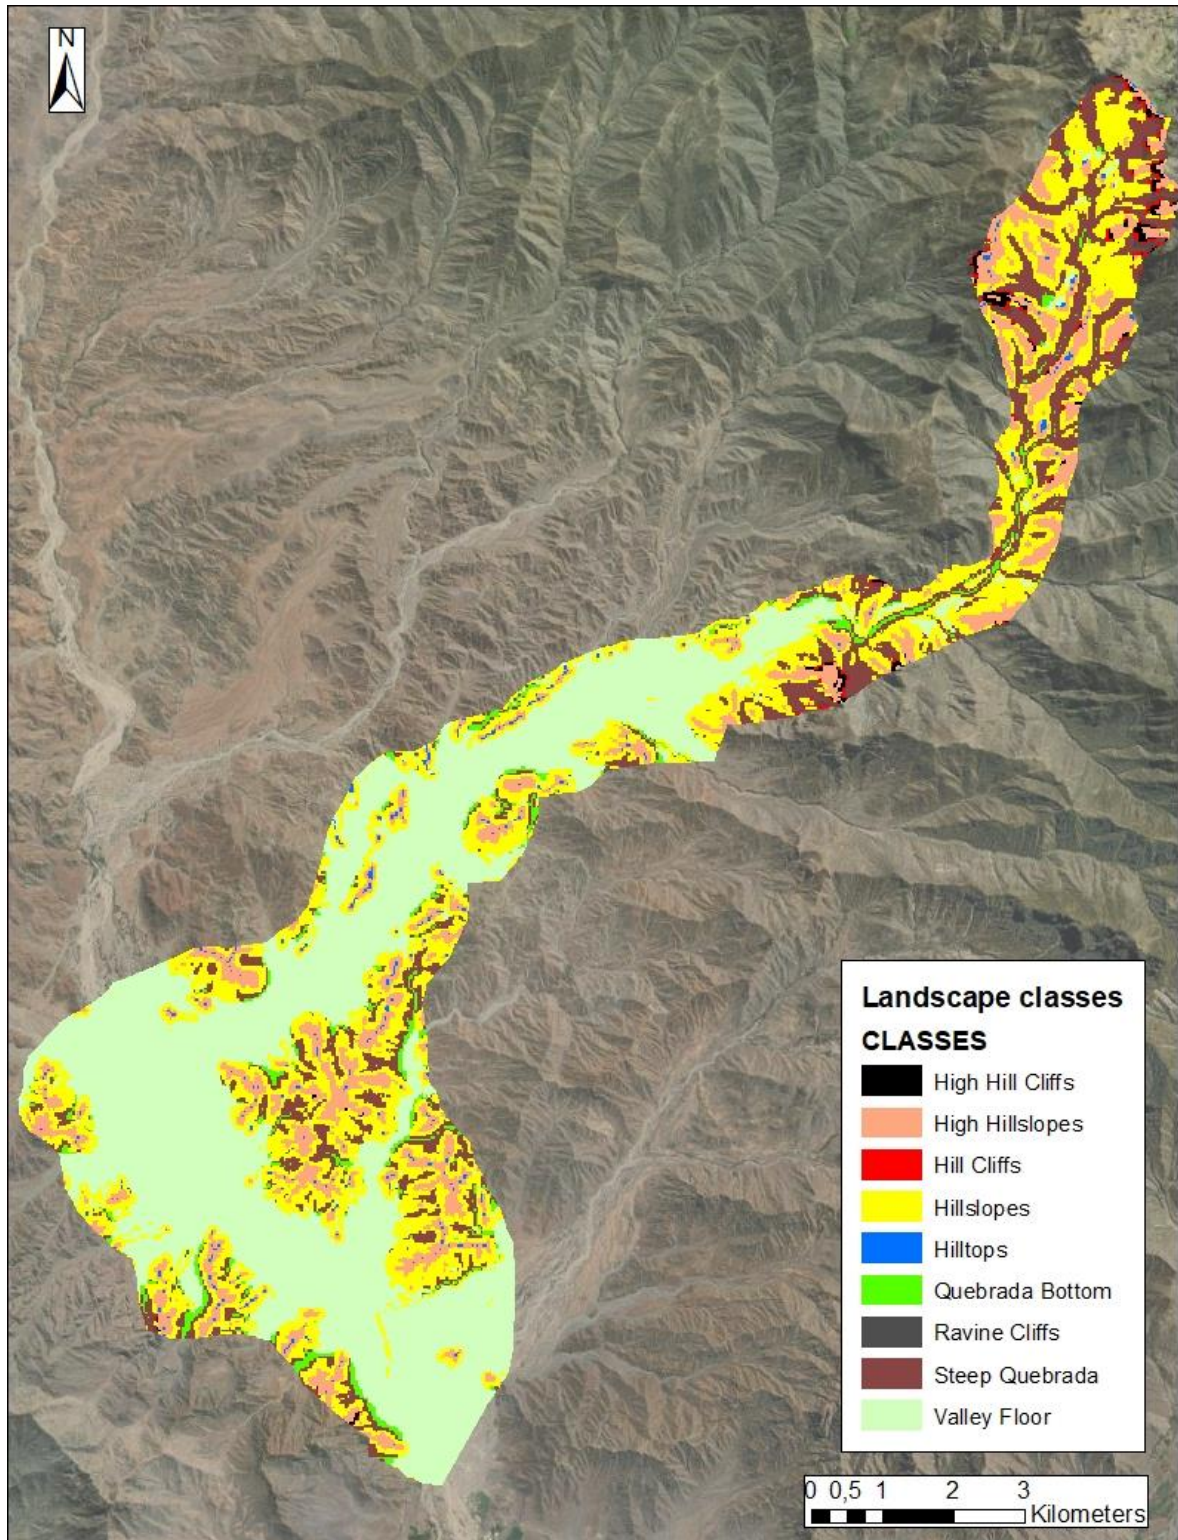 N
Landscape classes
CLASSES
High Hill Cliffs
High Hillslopes
Hill Cliffs
Hillslopes
Hilltops
Quebrada Bottom
Ravine Cliffs
Steep Quebrada
Valley Floor
0 0,5 1 2 3
Kilometers